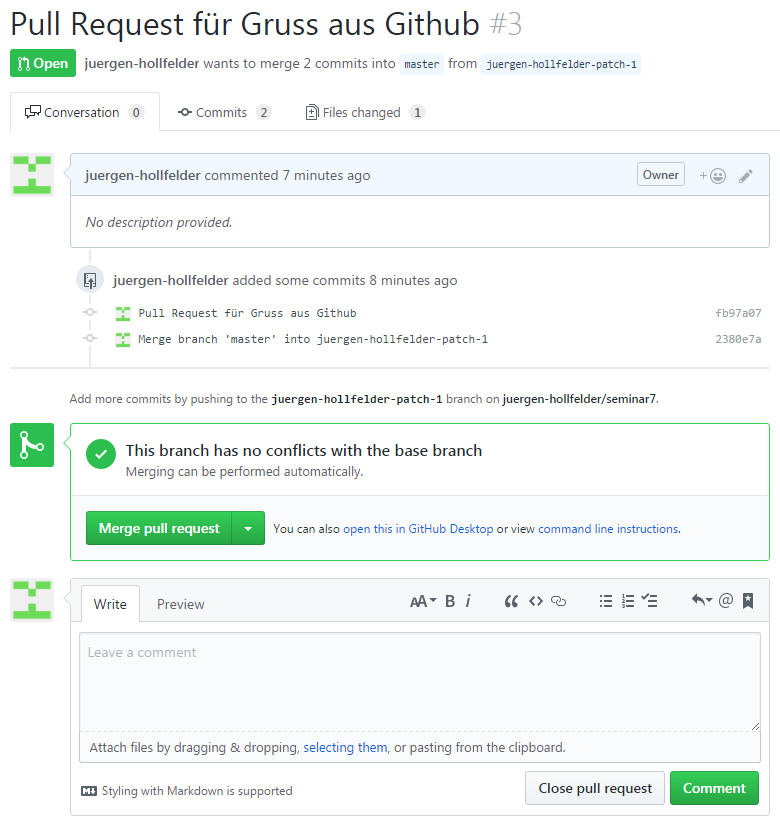 Pull Request für Gruss aus Github #3
Open juergen-hollfelder wants to merge 2 commits into master from juergen-hollfelder-patch-1
Conversation 0 Commits 2 Files changed 1
juergen-hollfelder commented 7 minutes ago Owner +
No description provided.
juergen-hollfelder added some commits 8 minutes ago
Pull Request für Gruss aus Github fb97a07
Merge branch 'master' into juergen-hollfelder-patch-1 2380e7a
Add more commits by pushing to the juergen-hollfelder-patch-1 branch on juergen-hollfelder/seminar7.
This branch has no conflicts with the base branch
Merging can be performed automatically.
Merge pull request You can also open this in GitHub Desktop or view command line instructions.
Write Preview AA B i
Leave a comment
Attach files by dragging & dropping, selecting them, or pasting from the clipboard.
Styling with Markdown is supported Close pull request Comment